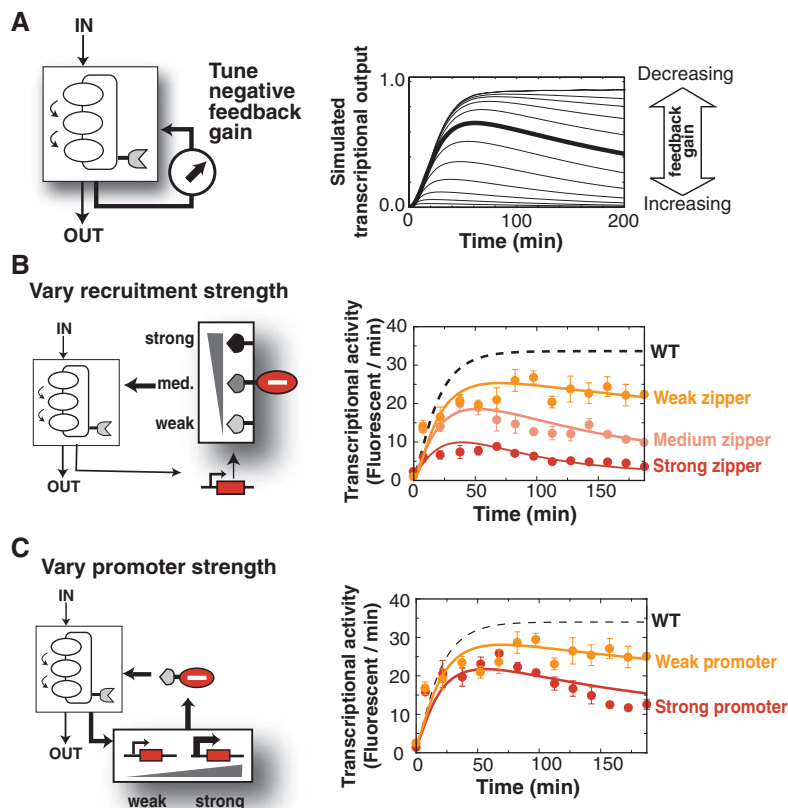 A
IN
Tune
negative
feedback
gain
OUT
Simulated
transcriptional output
1.0
0.0
100
200
Time (min)
Decreasing
feedback
gain
Increasing
B
Vary recruitment strength
IN
strong
med.
weak
OUT
Transcriptional activity
(Fluorescent / min)
40
30
20
10
0
0
50
100
150
Time (min)
WT
Weak zipper
Medium zipper
Strong zipper
C
Vary promoter strength
IN
OUT
weak strong
Transcriptional activity
(Fluorescent / min)
40
30
20
10
0
0
50
100
150
Time (min)
WT
Weak promoter
Strong promoter